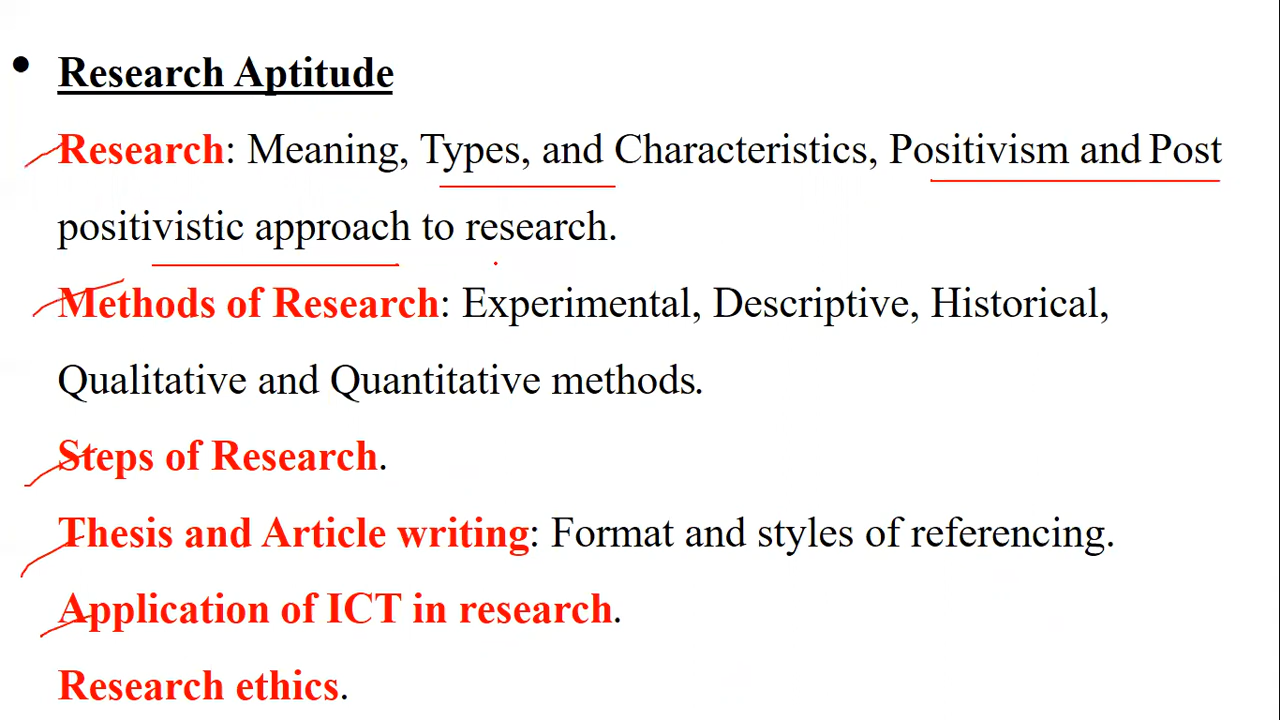 • Research Aptitude
Research: Meaning, Types, and Characteristics, Positivism and Post
positivistic approach to research.
Methods of Research: Experimental, Descriptive, Historical,
Qualitative and Quantitative methods.
Steps of Research.
Thesis and Article writing: Format and styles of referencing.
Application of ICT in research.
Research ethics.